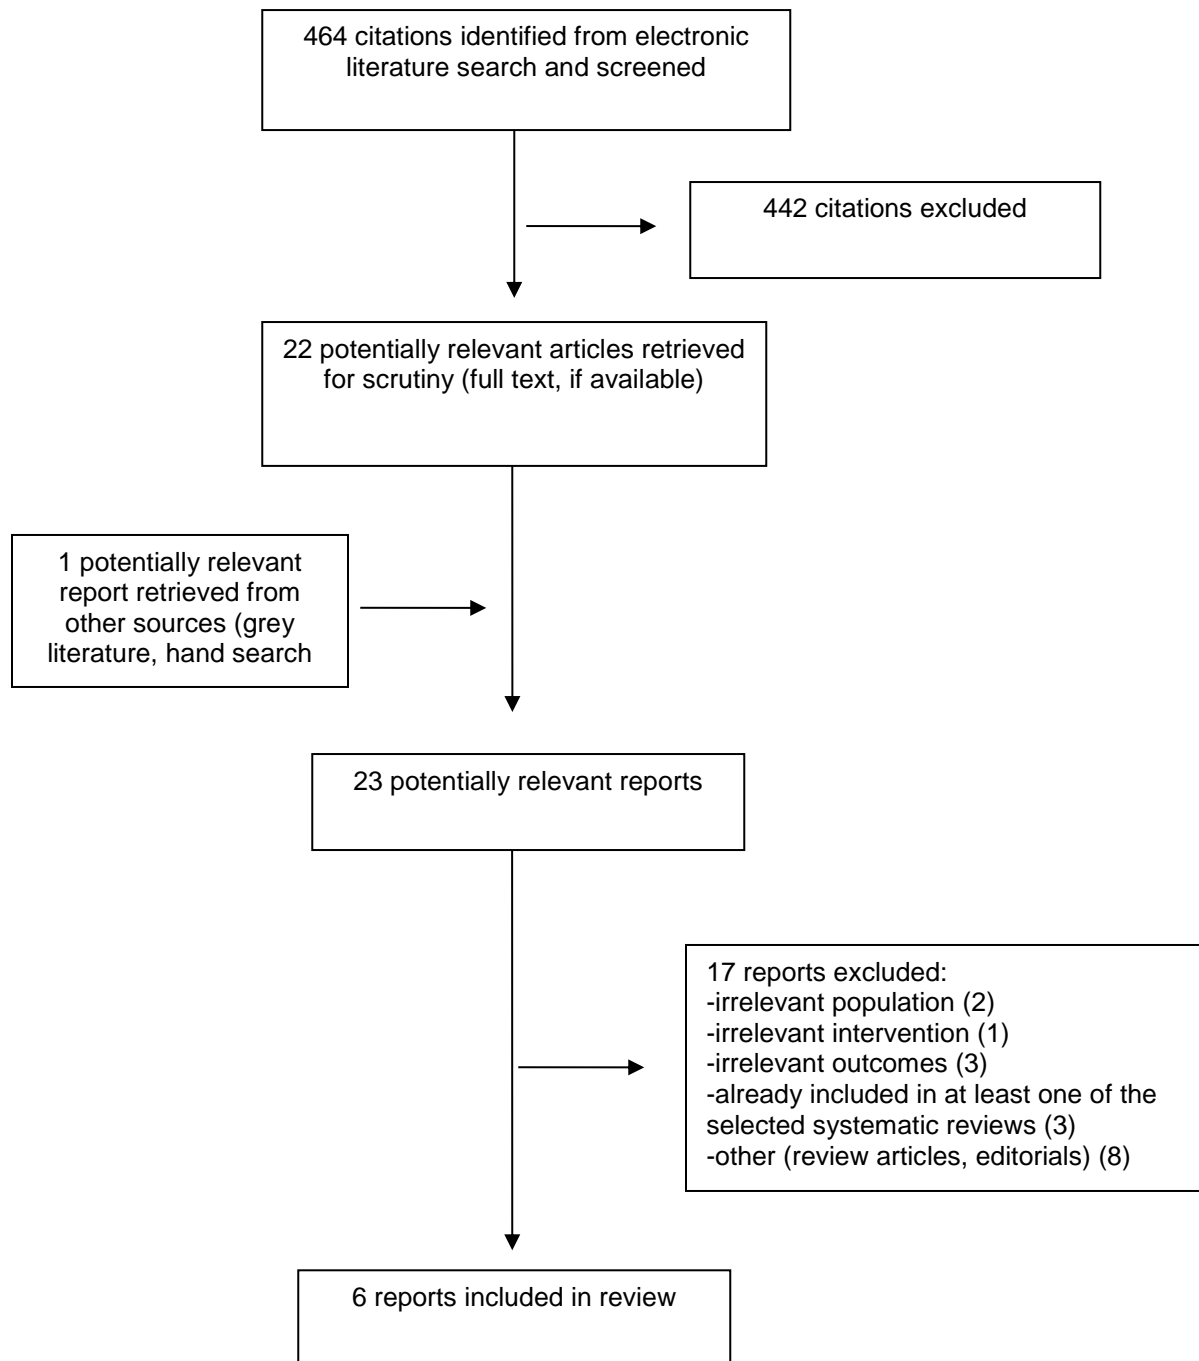 464 citations identified from electronic
literature search and screened
442 citations excluded
22 potentially relevant articles retrieved
for scrutiny (full text, if available)
1 potentially relevant
report retrieved from
other sources (grey
literature, hand search
23 potentially relevant reports
17 reports excluded:
-irrelevant population (2)
-irrelevant intervention (1)
-irrelevant outcomes (3)
-already included in at least one of the
selected systematic reviews (3)
-other (review articles, editorials) (8)
6 reports included in review